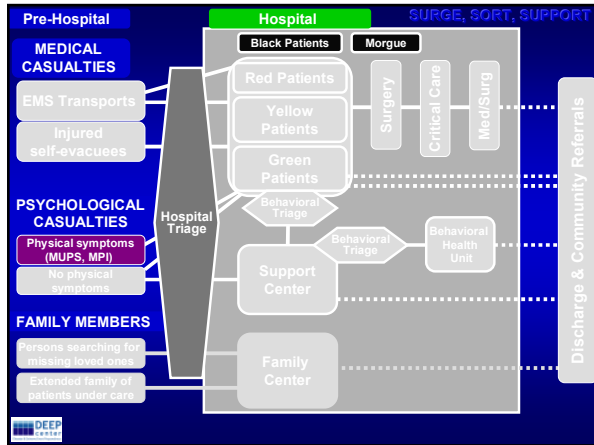 Pre-Hospital
Hospital
SURGE, SORT, SUPPORT
Black Patients
Morgue
MEDICAL
CASUALTIES
EMS Transports
Injured
self-evacuees
Red Patients
Yellow
Patients
Green
Patients
Surgery
Critical Care
Med/Surg
Discharge & Community Referrals
Hospital
Triage
PSYCHOLOGICAL
CASUALTIES
Physical symptoms
(MUPS, MPI)
No physical
symptoms
Behavioral
Triage
Behavioral
Triage
Behavioral
Health
Unit
Support
Center
FAMILY MEMBERS
Persons searching for
missing loved ones
Extended family of
patients under care
Family
Center
DEEP
center